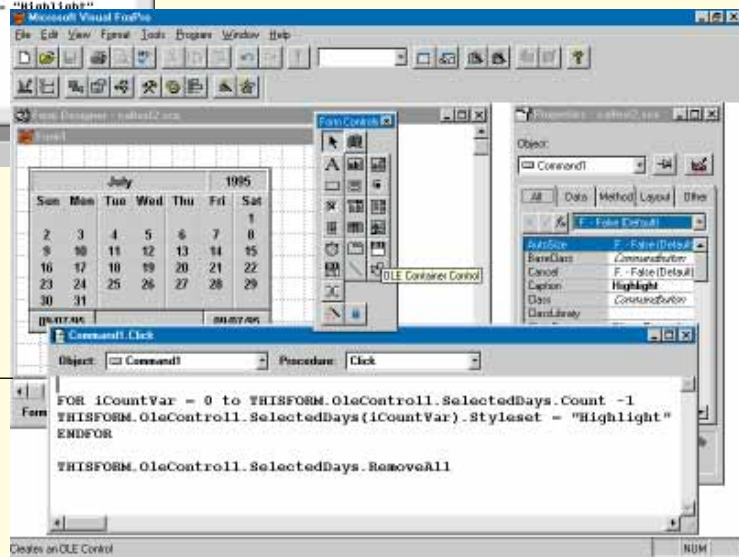 "Highlight"
Microsoft Visual FoxPro
File Edit View Format Tools Program Window Help
Form Designer - caltest2.scx
Form Controls
Properties - caltest2.scx
Form1
Object:
Command1
All Data Method Layout Other
F. - False (Default)
July 1995
Sun Mon Tue Wed Thu Fri Sat
1
2 3 4 5 6 7 8
9 10 11 12 13 14 15
16 17 18 19 20 21 22
23 24 25 26 27 28 29
30 31
AutoSize F. - False (Default)
BaseClass Commandbutton
Cancel F. - False (Default)
Caption Highlight
Class Commandbutton
ClassLibrary
OLE Container Control
Command1.Click
Object: Command1 Procedure: Click
FOR iCountVar = 0 to THISFORM.OleControl1.SelectedDays.Count -1
THISFORM.OleControl1.SelectedDays(iCountVar).Styleset = "Highlight"
ENDFOR
THISFORM.OleControl1.SelectedDays.RemoveAll
Form
Creates an OLE Control
NUM